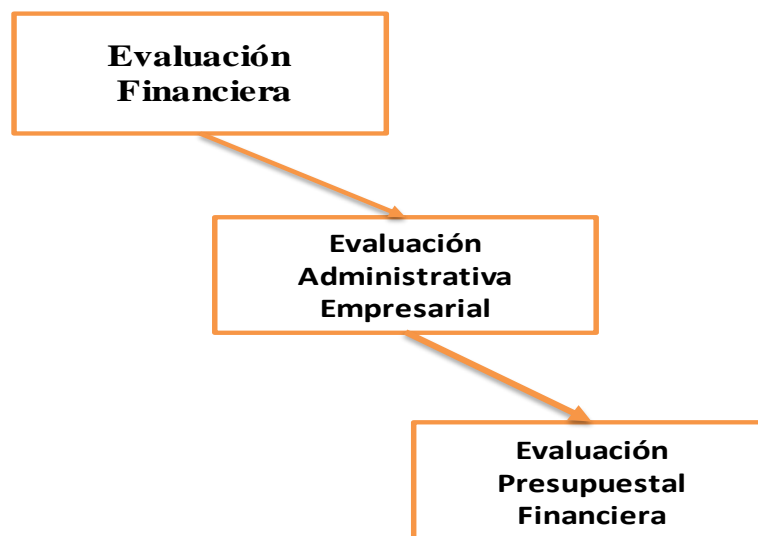 Evaluación
Financiera
Evaluación
Administrativa
Empresarial
Evaluación
Presupuestal
Financiera